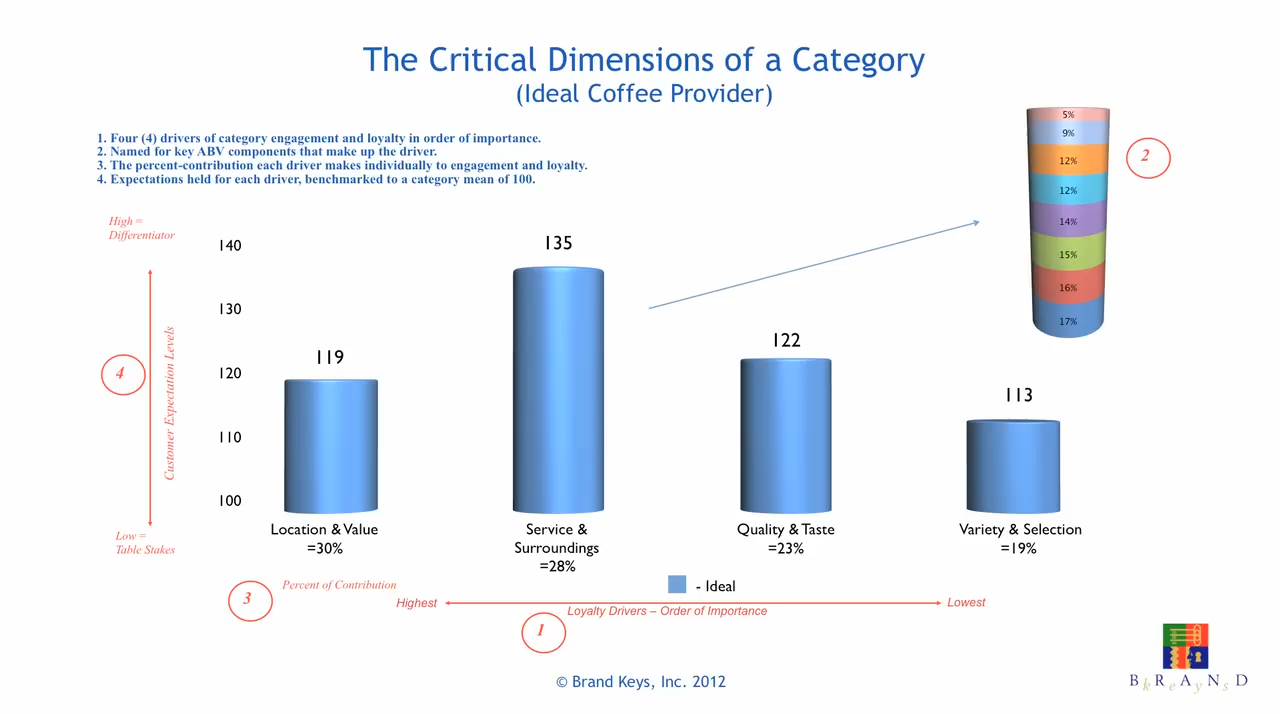 The Critical Dimensions of a Category
(Ideal Coffee Provider)
1. Four (4) drivers of category engagement and loyalty in order of importance.
2. Named for key ABV components that make up the driver.
3. The percent-contribution each driver makes individually to engagement and loyalty.
4. Expectations held for each driver, benchmarked to a category mean of 100.
5%
9%
12%
12%
14%
15%
16%
17%
2
High =
Differentiator
Customer Expectation Levels
4
Low =
Table Stakes
140
130
120
110
100
119
135
122
113
Location & Value
=30%
Service &
Surroundings
=28%
Quality & Taste
=23%
Variety & Selection
=19%
Percent of Contribution
3
- Ideal
Highest
Loyalty Drivers – Order of Importance
Lowest
1
© Brand Keys, Inc. 2012
BkReAyNsD